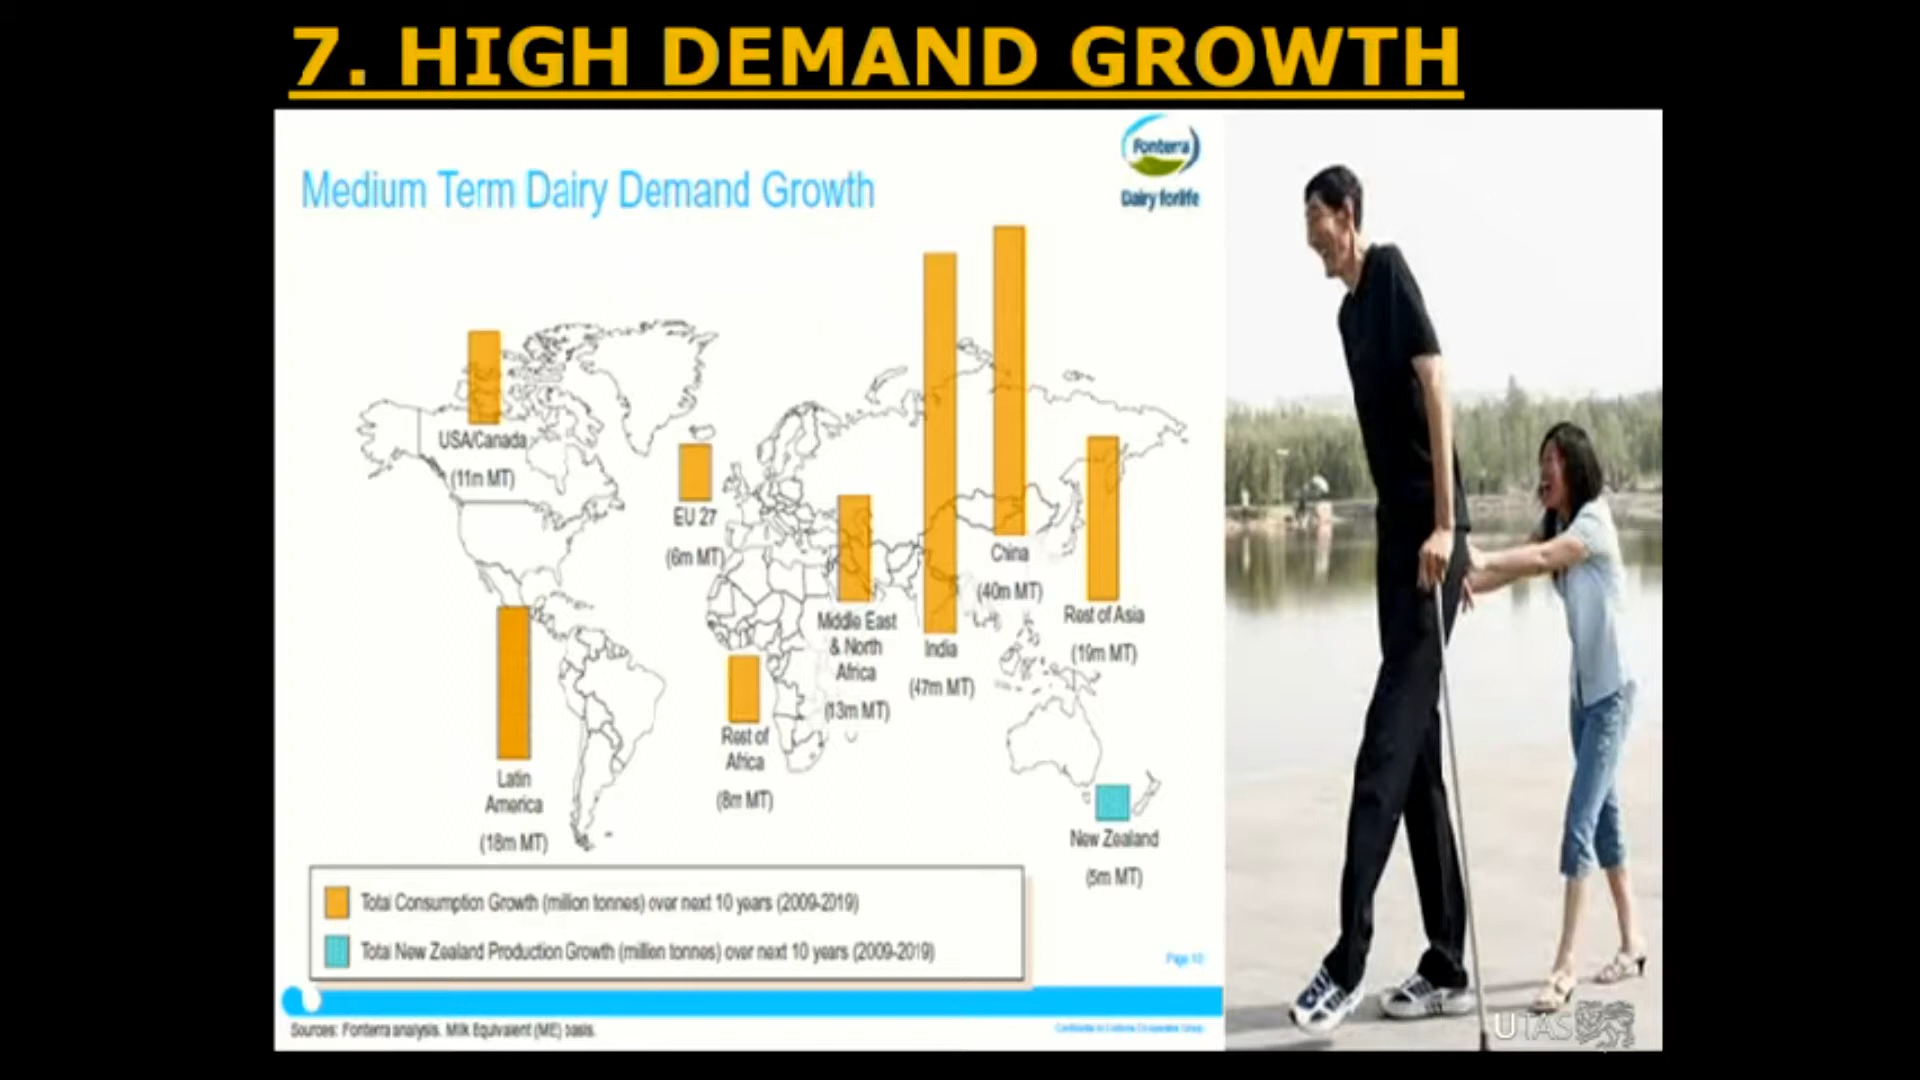 7. HIGH DEMAND GROWTH
Fonterra
Dairy for life
Medium Term Dairy Demand Growth
USA/Canada
(11m MT)
EU 27
(6m MT)
China
(40m MT)
Rest of Asia
(19m MT)
Middle East
& North
Africa
(13m MT)
India
(47m MT)
Rest of
Africa
(8m MT)
Latin
America
(18m MT)
New Zealand
(5m MT)
Total Consumption Growth (million tonnes) over next 10 years (2009-2019)
Total New Zealand Production Growth (million tonnes) over next 10 years (2009-2019)
Page 10
Sources: Fonterra analysis. Milk Equivalent (ME) basis.
UTAS